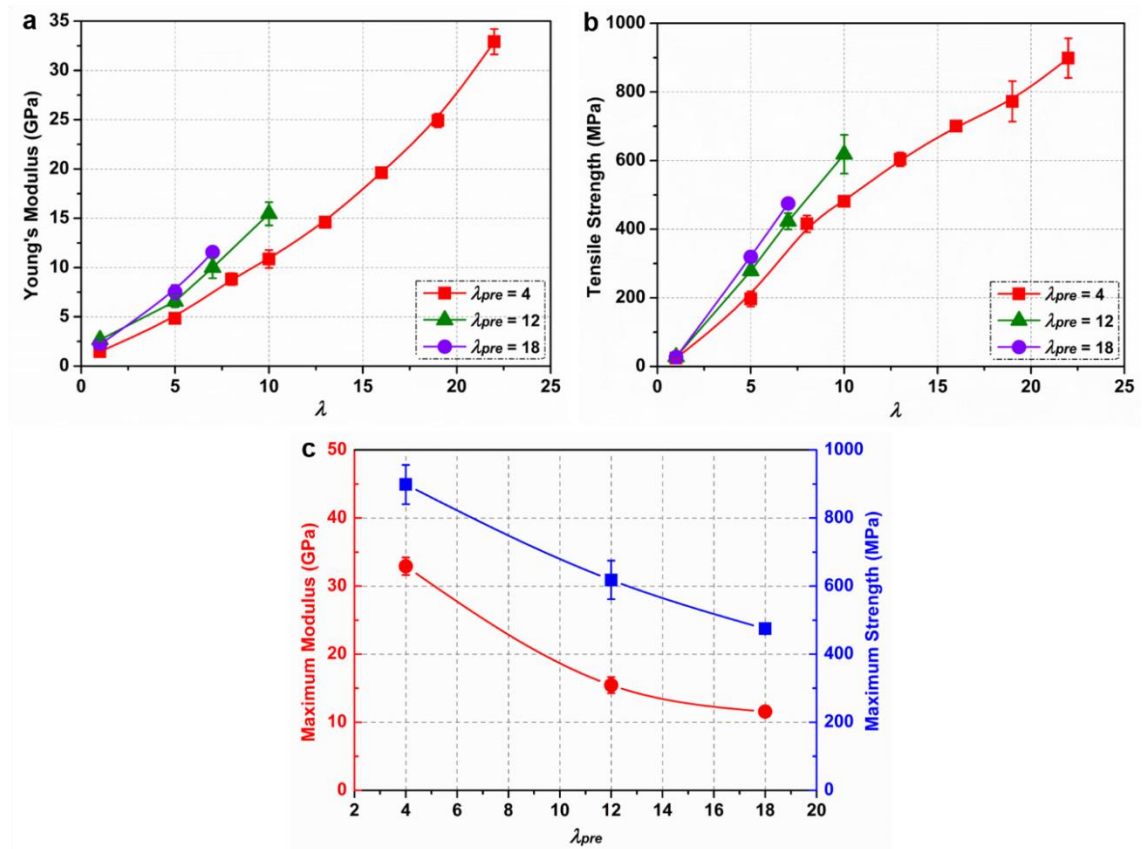 a
Young's Modulus (GPa)
35
30
25
20
15
10
5
0
0 5 10 15 20 25
λ
λpre = 4
λpre = 12
λpre = 18
b
Tensile Strength (MPa)
1000
800
600
400
200
0
0 5 10 15 20 25
λ
λpre = 4
λpre = 12
λpre = 18
c
Maximum Modulus (GPa)
50
40
30
20
10
0
2 4 6 8 10 12 14 16 18 20
λpre
1000
800
600
400
200
0
Maximum Strength (MPa)